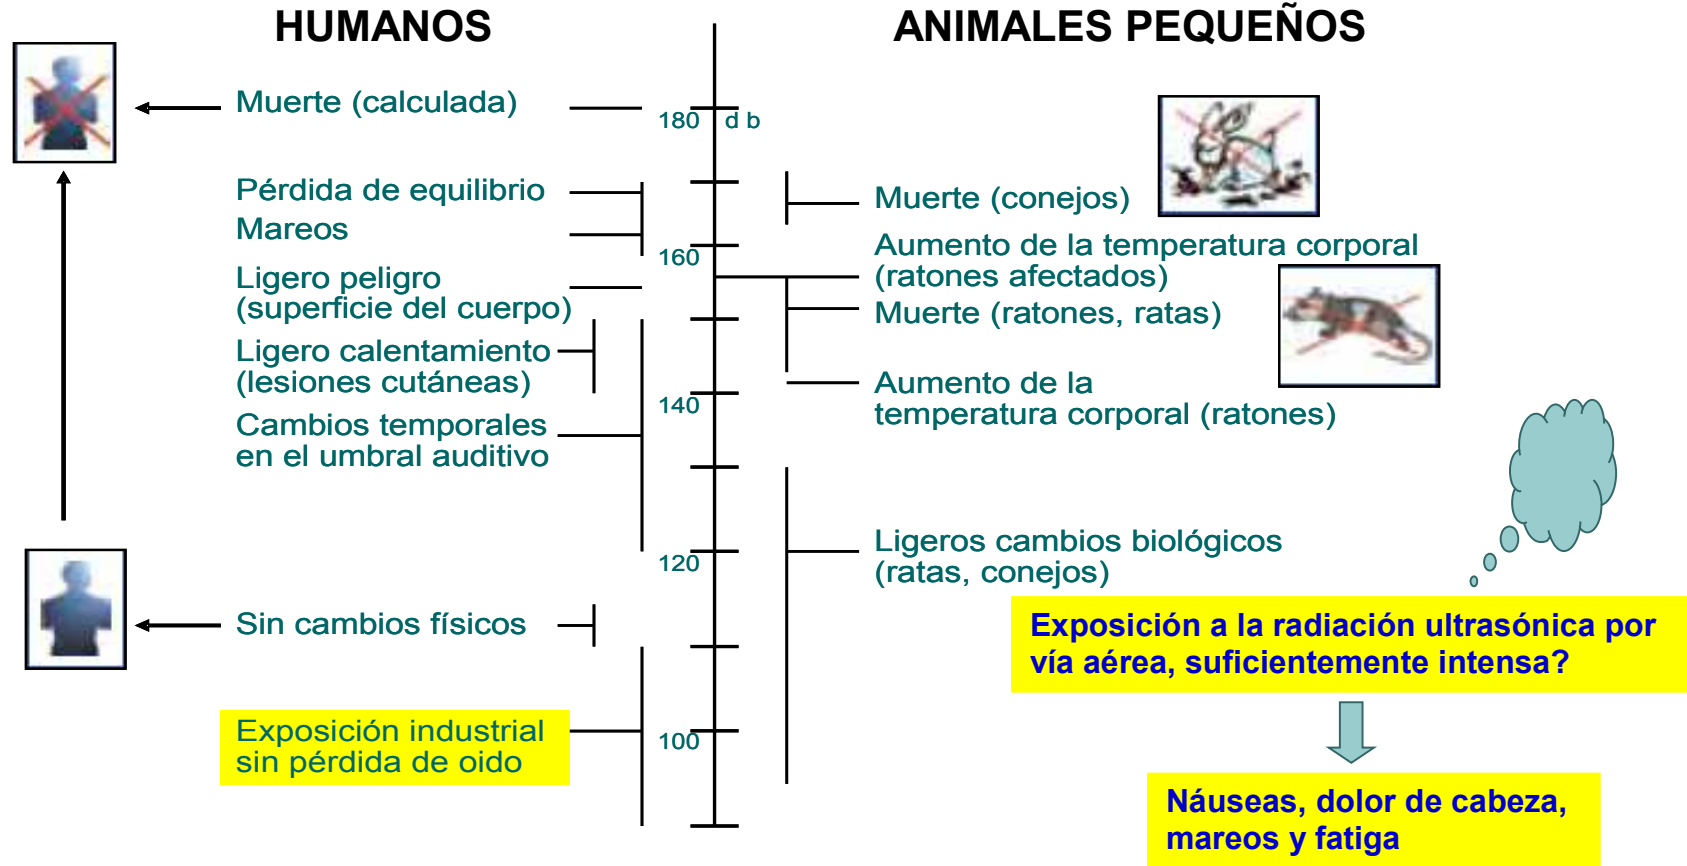 HUMANOS
Muerte (calculada)
Pérdida de equilibrio
Mareos
Ligero peligro
(superficie del cuerpo)
Ligero calentamiento
(lesiones cutáneas)
Cambios temporales
en el umbral auditivo
Sin cambios físicos
Exposición industrial
sin pérdida de oido
180 d b
160
140
120
100
ANIMALES PEQUEÑOS
Muerte (conejos)
Aumento de la temperatura corporal
(ratones afectados)
Muerte (ratones, ratas)
Aumento de la
temperatura corporal (ratones)
Ligeros cambios biológicos
(ratas, conejos)
Exposición a la radiación ultrasónica por
vía aérea, suficientemente intensa?
Náuseas, dolor de cabeza,
mareos y fatiga